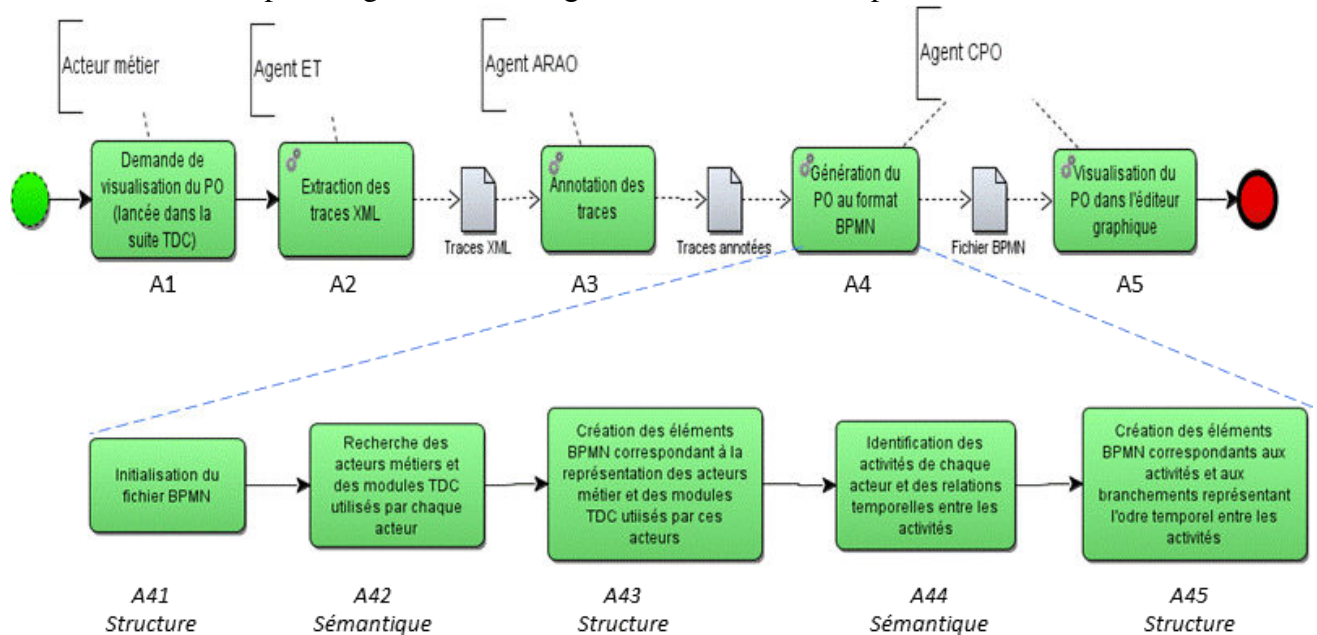 Acteur métier
Agent ET
Agent ARAO
Agent CPO
Demande de
visualisation du PO
(lancée dans la
suite TDC)
Extraction des
traces XML
Traces XML
Annotation des
traces
Traces annotées
Génération du
PO au format
BPMN
Fichier BPMN
Visualisation du
PO dans l'éditeur
graphique
A1
A2
A3
A4
A5
Initialisation du
fichier BPMN
Recherche des
acteurs métiers et
des modules TDC
utilisés par chaque
acteur
Création des éléments
BPMN correspondant à la
représentation des acteurs
métier et des modules
TDC utiisés par ces
acteurs
Identification des
activités de chaque
acteur et des relations
temporelles entre les
activités
Création des éléments
BPMN correspondants aux
activités et aux
branchements représentant
l'odre temporel entre les
activités
A41
Structure
A42
Sémantique
A43
Structure
A44
Sémantique
A45
Structure